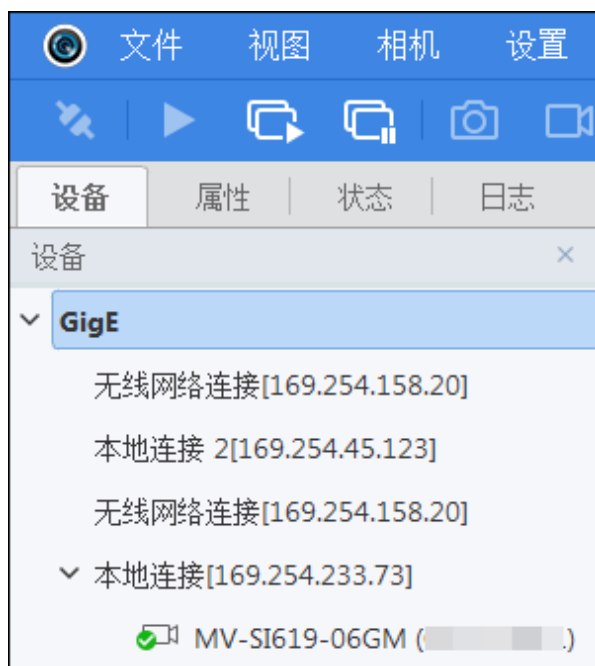 文件 视图 相机 设置
设备 属性 状态 日志
设备
GigE
无线网络连接[169.254.158.20]
本地连接 2[169.254.45.123]
无线网络连接[169.254.158.20]
本地连接[169.254.233.73]
MV-SI619-06GM (